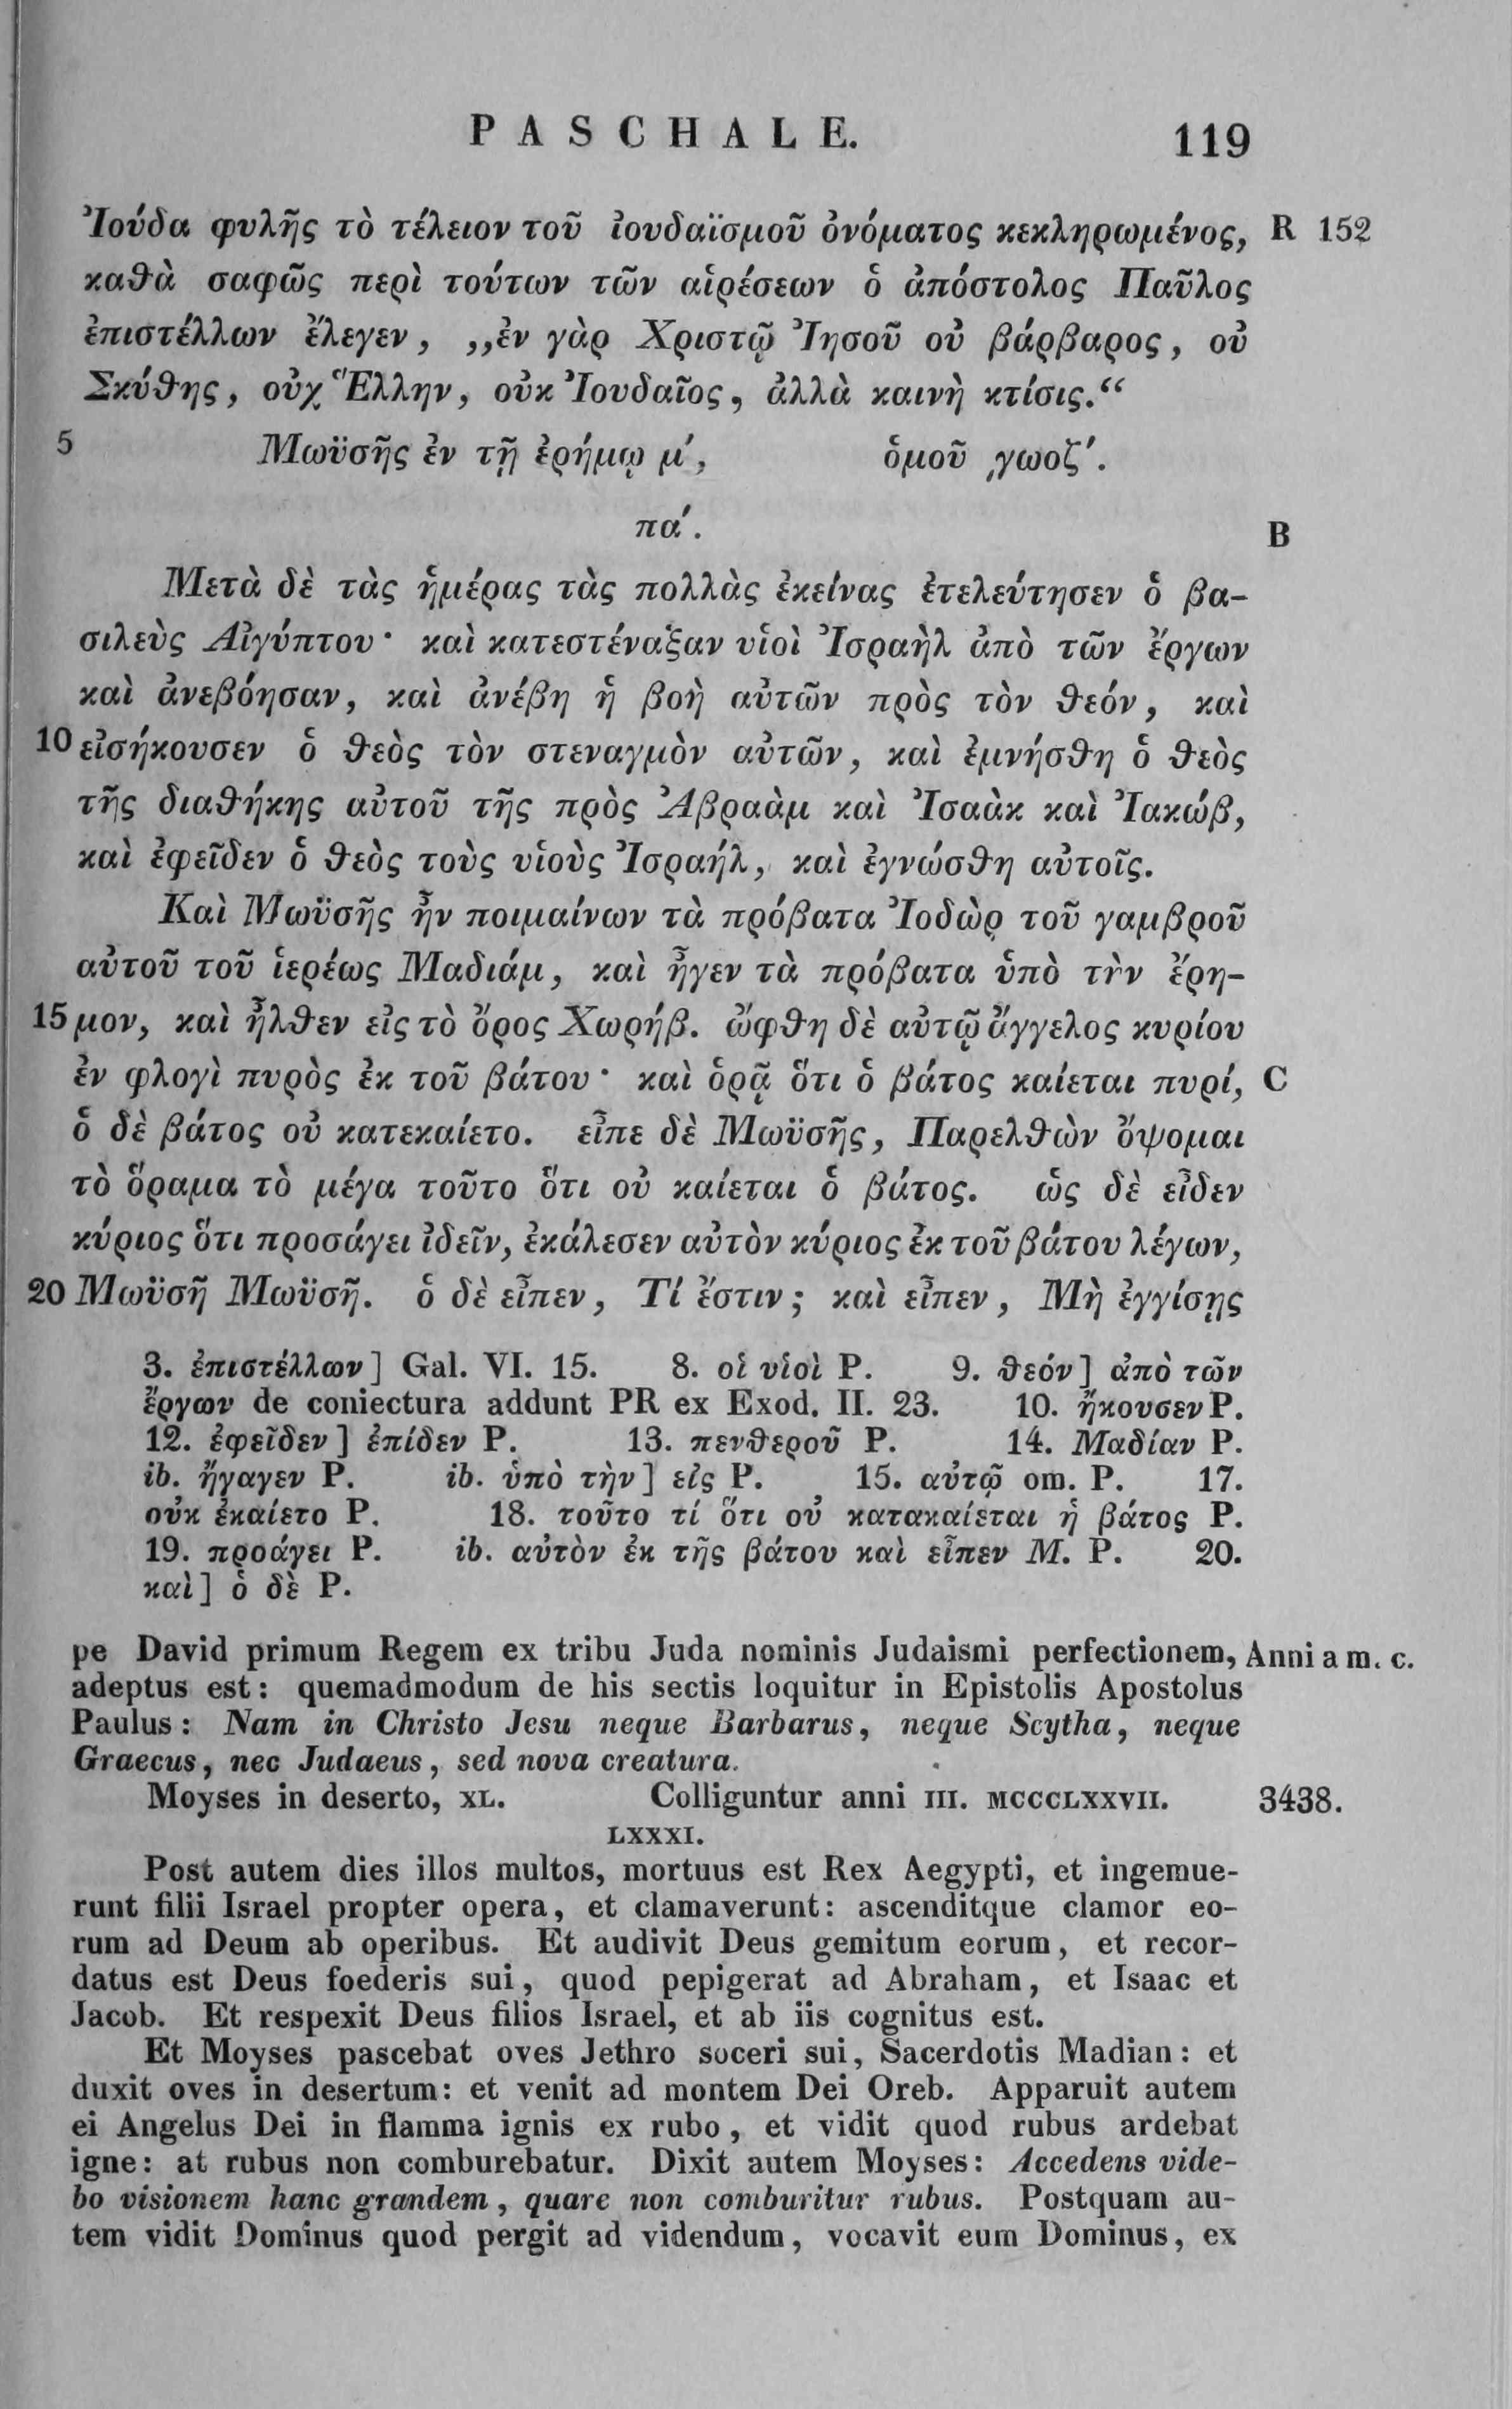 PASCHALE. 119
Ἰούδα φυλῆς τὸ τέλειον τοῦ ἰουδαϊσμοῦ ὀνόματος κεκληρωμένος, R 152
καθὰ σαφῶς περὶ τούτων τῶν αἱρέσεων ὁ ἀπόστολος Παῦλος
ἐπιστέλλων ἔλεγεν, „ἐν γὰρ Χριστῷ Ἰησοῦ οὐ βάρβαρος, οὐ
Σκύθης, οὐχ Ἕλλην, οὐκ Ἰουδαῖος, ἀλλὰ καινὴ κτίσις.“
5 Μωϋσῆς ἐν τῇ ἐρήμῳ μʹ, ὁμοῦ ͵γωοζʹ.
παʹ. B
Μετὰ δὲ τὰς ἡμέρας τὰς πολλὰς ἐκείνας ἐτελεύτησεν ὁ βα-
σιλεὺς Αἰγύπτου· καὶ κατεστέναξαν υἱοὶ Ἰσραὴλ ἀπὸ τῶν ἔργων
καὶ ἀνεβόησαν, καὶ ἀνέβη ἡ βοὴ αὐτῶν πρὸς τὸν θεόν, καὶ
10 εἰσήκουσεν ὁ θεὸς τὸν στεναγμὸν αὐτῶν, καὶ ἐμνήσθη ὁ θεὸς
τῆς διαθήκης αὐτοῦ τῆς πρὸς Ἀβραὰμ καὶ Ἰσαὰκ καὶ Ἰακώβ,
καὶ ἐφεῖδεν ὁ θεὸς τοὺς υἱοὺς Ἰσραήλ, καὶ ἐγνώσθη αὐτοῖς.
Καὶ Μωϋσῆς ἦν ποιμαίνων τὰ πρόβατα Ἰοδὼρ τοῦ γαμβροῦ
αὐτοῦ τοῦ ἱερέως Μαδιάμ, καὶ ἦγεν τὰ πρόβατα ὑπὸ τὴν ἔρη-
15 μον, καὶ ἦλθεν εἰς τὸ ὄρος Χωρήβ. ὤφθη δὲ αὐτῷ ἄγγελος κυρίου
ἐν φλογὶ πυρὸς ἐκ τοῦ βάτου· καὶ ὁρᾷ ὅτι ὁ βάτος καίεται πυρί, C
ὁ δὲ βάτος οὐ κατεκαίετο. εἶπε δὲ Μωϋσῆς, Παρελθὼν ὄψομαι
τὸ ὅραμα τὸ μέγα τοῦτο ὅτι οὐ καίεται ὁ βάτος. ὡς δὲ εἶδεν
κύριος ὅτι προσάγει ἰδεῖν, ἐκάλεσεν αὐτὸν κύριος ἐκ τοῦ βάτου λέγων,
20 Μωϋσῆ Μωϋσῆ. ὁ δὲ εἶπεν, Τί ἔστιν; καὶ εἶπεν, Μὴ ἐγγίσῃς
3. ἐπιστέλλων] Gal. VI. 15. 8. οἱ υἱοὶ P. 9. θεόν] ἀπὸ τῶν
ἔργων de coniectura addunt PR ex Exod. II. 23. 10. ἤκουσεν P.
12. ἐφεῖδεν] ἐπίδεν P. 13. πενθεροῦ P. 14. Μαδίαν P.
ib. ἤγαγεν P. ib. ὑπὸ τὴν] εἰς P. 15. αὐτῷ om. P. 17.
οὐκ ἐκαίετο P. 18. τοῦτο τί ὅτι οὐ κατακαίεται ἡ βάτος P.
19. προάγει P. ib. αὐτὸν ἐκ τῆς βάτου καὶ εἶπεν M. P. 20.
καὶ] ὁ δὲ P.
pe David primum Regem ex tribu Juda nominis Judaismi perfectionem, Anni a m. c.
adeptus est: quemadmodum de his sectis loquitur in Epistolis Apostolus
Paulus: Nam in Christo Jesu neque Barbarus, neque Scytha, neque
Graecus, nec Judaeus, sed nova creatura.
Moyses in deserto, XL. Colliguntur anni III. MCCCLXXVII. 3438.
LXXXI.
Post autem dies illos multos, mortuus est Rex Aegypti, et ingemue-
runt filii Israel propter opera, et clamaverunt: ascenditque clamor eo-
rum ad Deum ab operibus. Et audivit Deus gemitum eorum, et recor-
datus est Deus foederis sui, quod pepigerat ad Abraham, et Isaac et
Jacob. Et respexit Deus filios Israel, et ab iis cognitus est.
Et Moyses pascebat oves Jethro soceri sui, Sacerdotis Madian: et
duxit oves in desertum: et venit ad montem Dei Oreb. Apparuit autem
ei Angelus Dei in flamma ignis ex rubo, et vidit quod rubus ardebat
igne: at rubus non comburebatur. Dixit autem Moyses: Accedens vide-
bo visionem hanc grandem, quare non comburitur rubus. Postquam au-
tem vidit Dominus quod pergit ad videndum, vocavit eum Dominus, ex